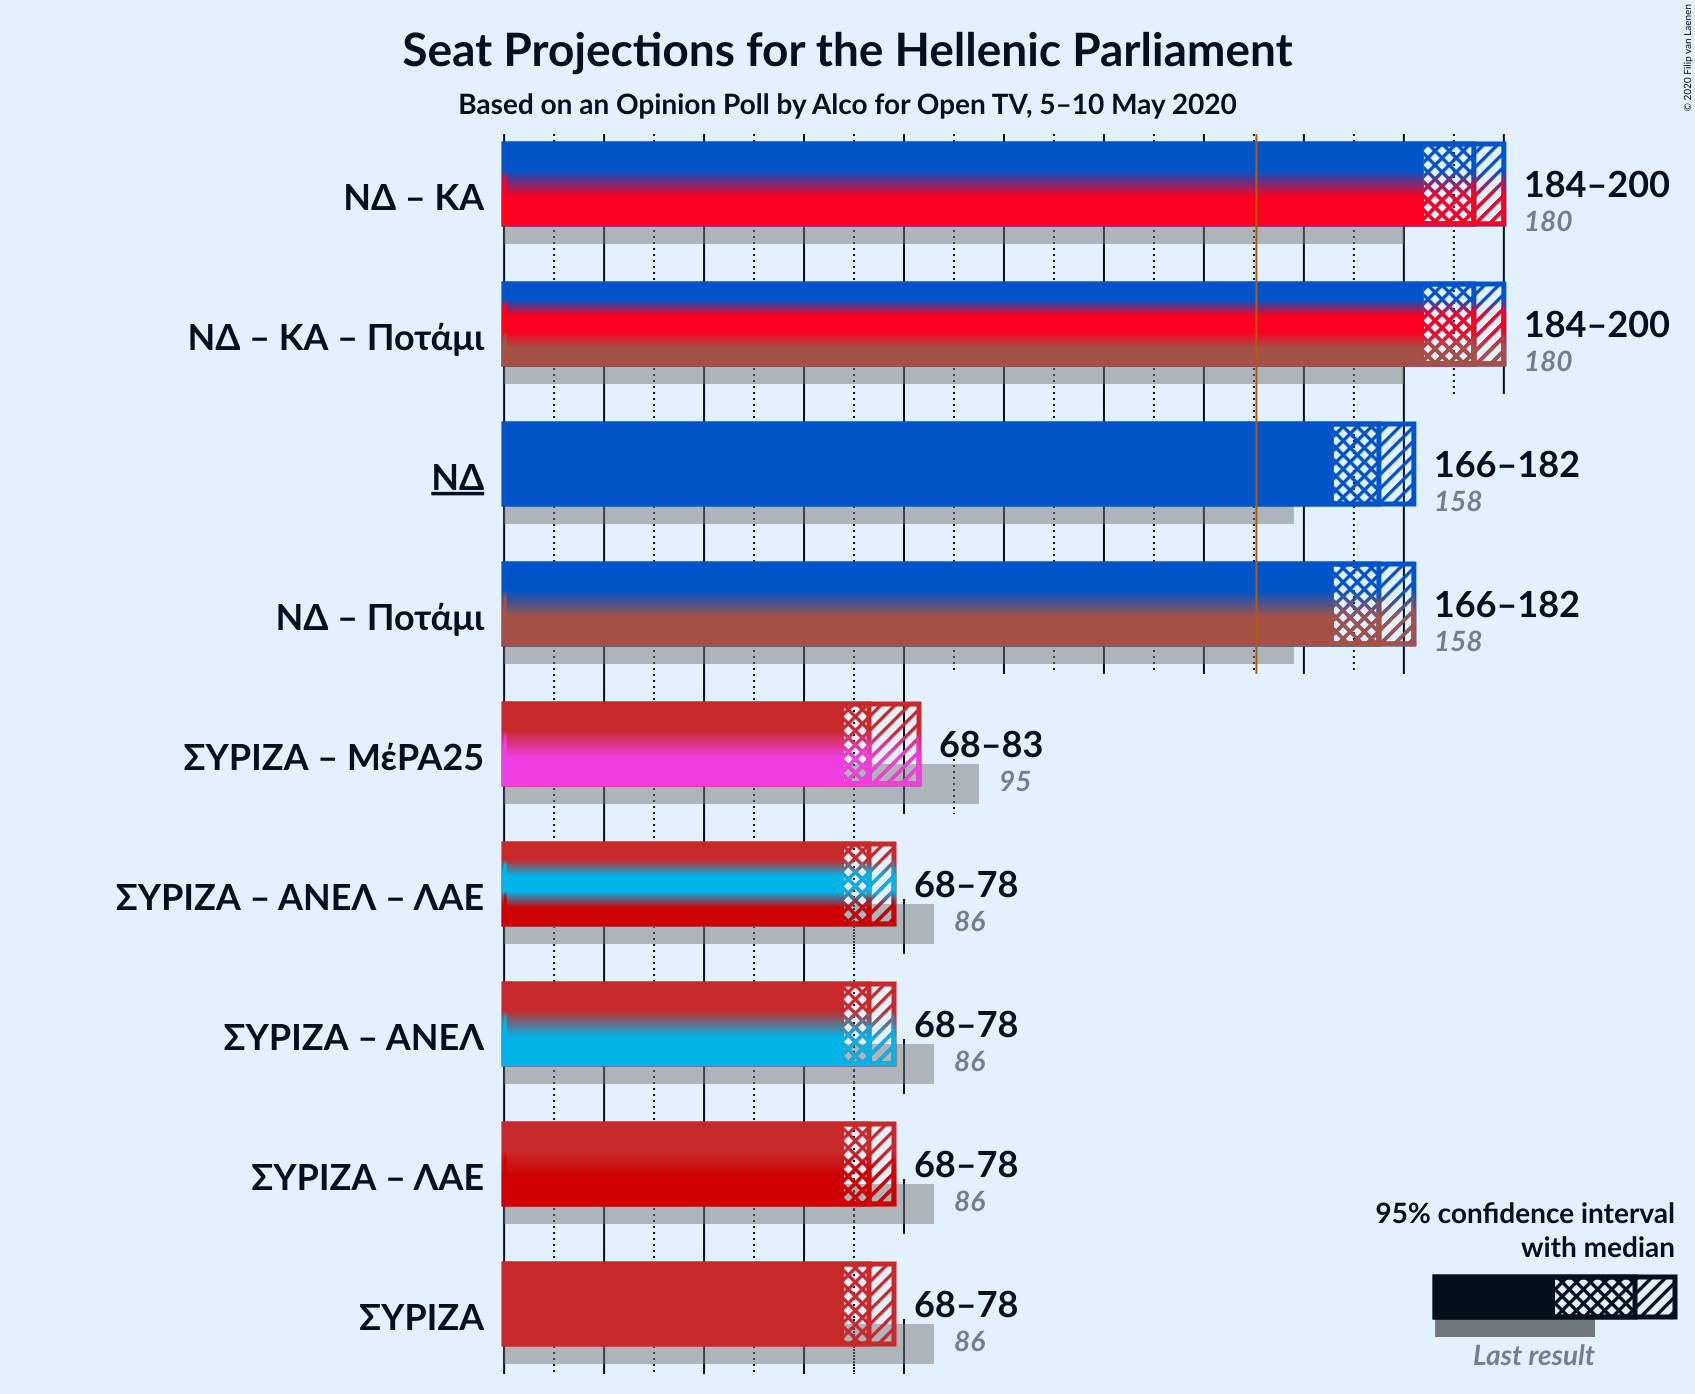 Seat Projections for the Hellenic Parliament
Based on an Opinion Poll by Alco for Open TV, 5–10 May 2020
© 2020 Filip van Laenen
ΝΔ – ΚΑ
184–200
180
ΝΔ – ΚΑ – Ποτάμι
184–200
180
ΝΔ
166–182
158
ΝΔ – Ποτάμι
166–182
158
ΣΥΡΙΖΑ – ΜέΡΑ25
68–83
95
ΣΥΡΙΖΑ – ΑΝΕΛ – ΛΑΕ
68–78
86
ΣΥΡΙΖΑ – ΑΝΕΛ
68–78
86
ΣΥΡΙΖΑ – ΛΑΕ
68–78
86
ΣΥΡΙΖΑ
68–78
86
95% confidence interval
with median
Last result